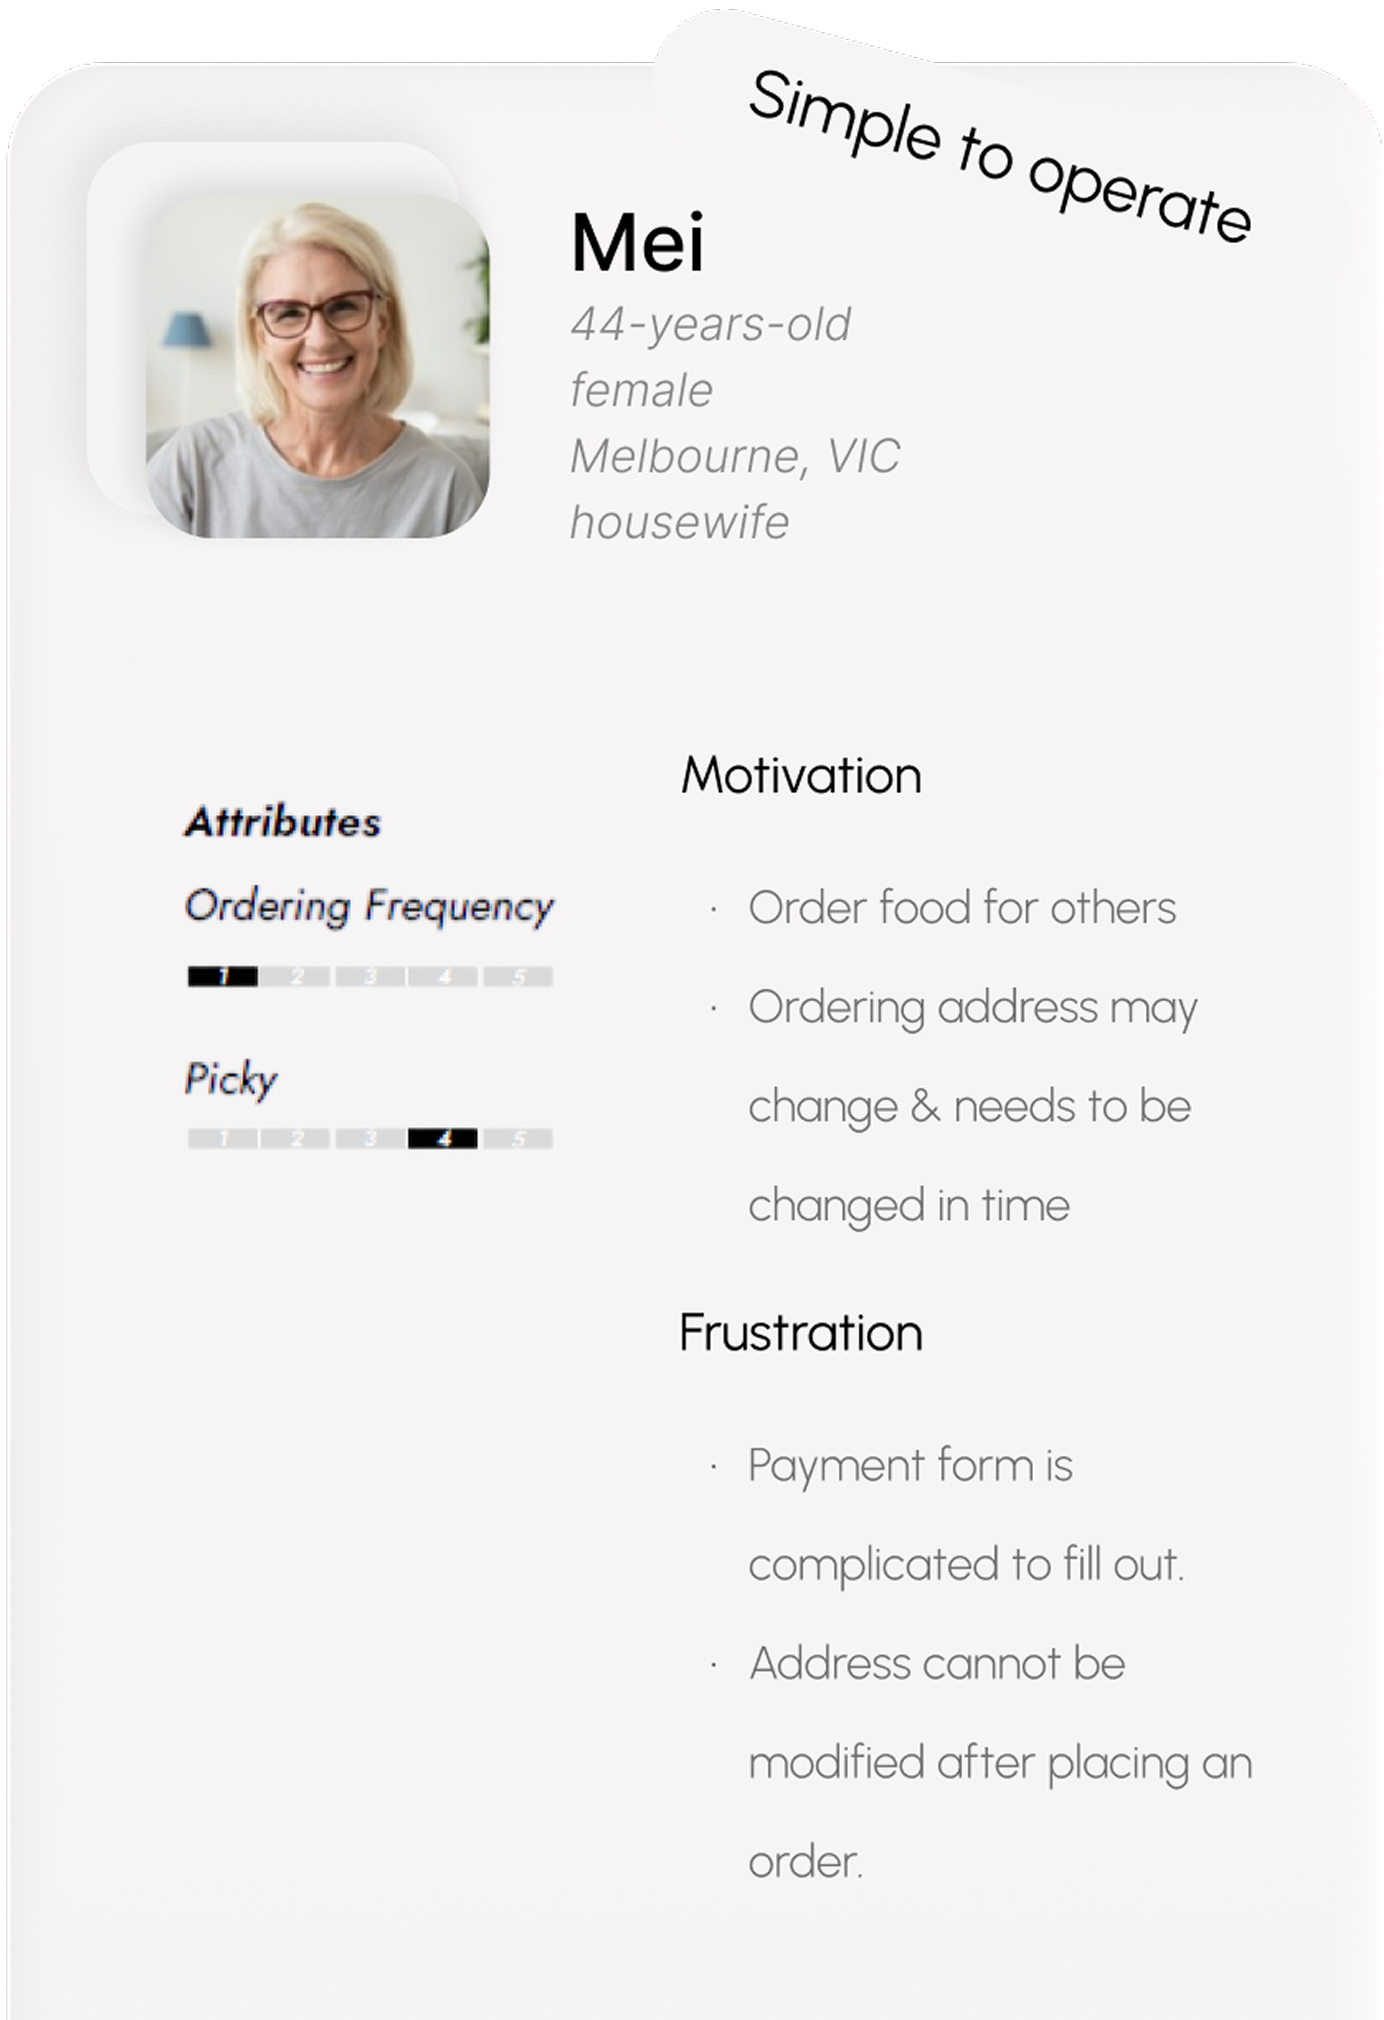 Simple to operate
Mei
44-years-old
female
Melbourne, VIC
housewife
Attributes
Ordering Frequency
1 2 3 4 5
Picky
1 2 3 4 5
Motivation
· Order food for others
· Ordering address may
change & needs to be
changed in time
Frustration
· Payment form is
complicated to fill out.
· Address cannot be
modified after placing an
order.